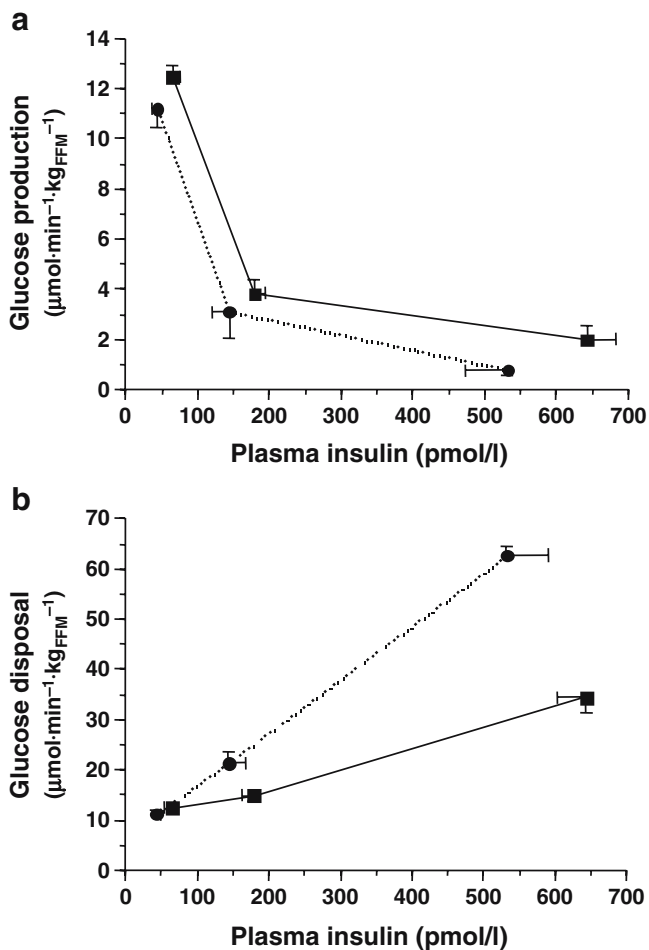 a
Glucose production
(μmol·min⁻¹·kg_FFM⁻¹)
14
12
10
8
6
4
2
0
0 100 200 300 400 500 600 700
Plasma insulin (pmol/l)
b
Glucose disposal
(μmol·min⁻¹·kg_FFM⁻¹)
70
60
50
40
30
20
10
0
0 100 200 300 400 500 600 700
Plasma insulin (pmol/l)